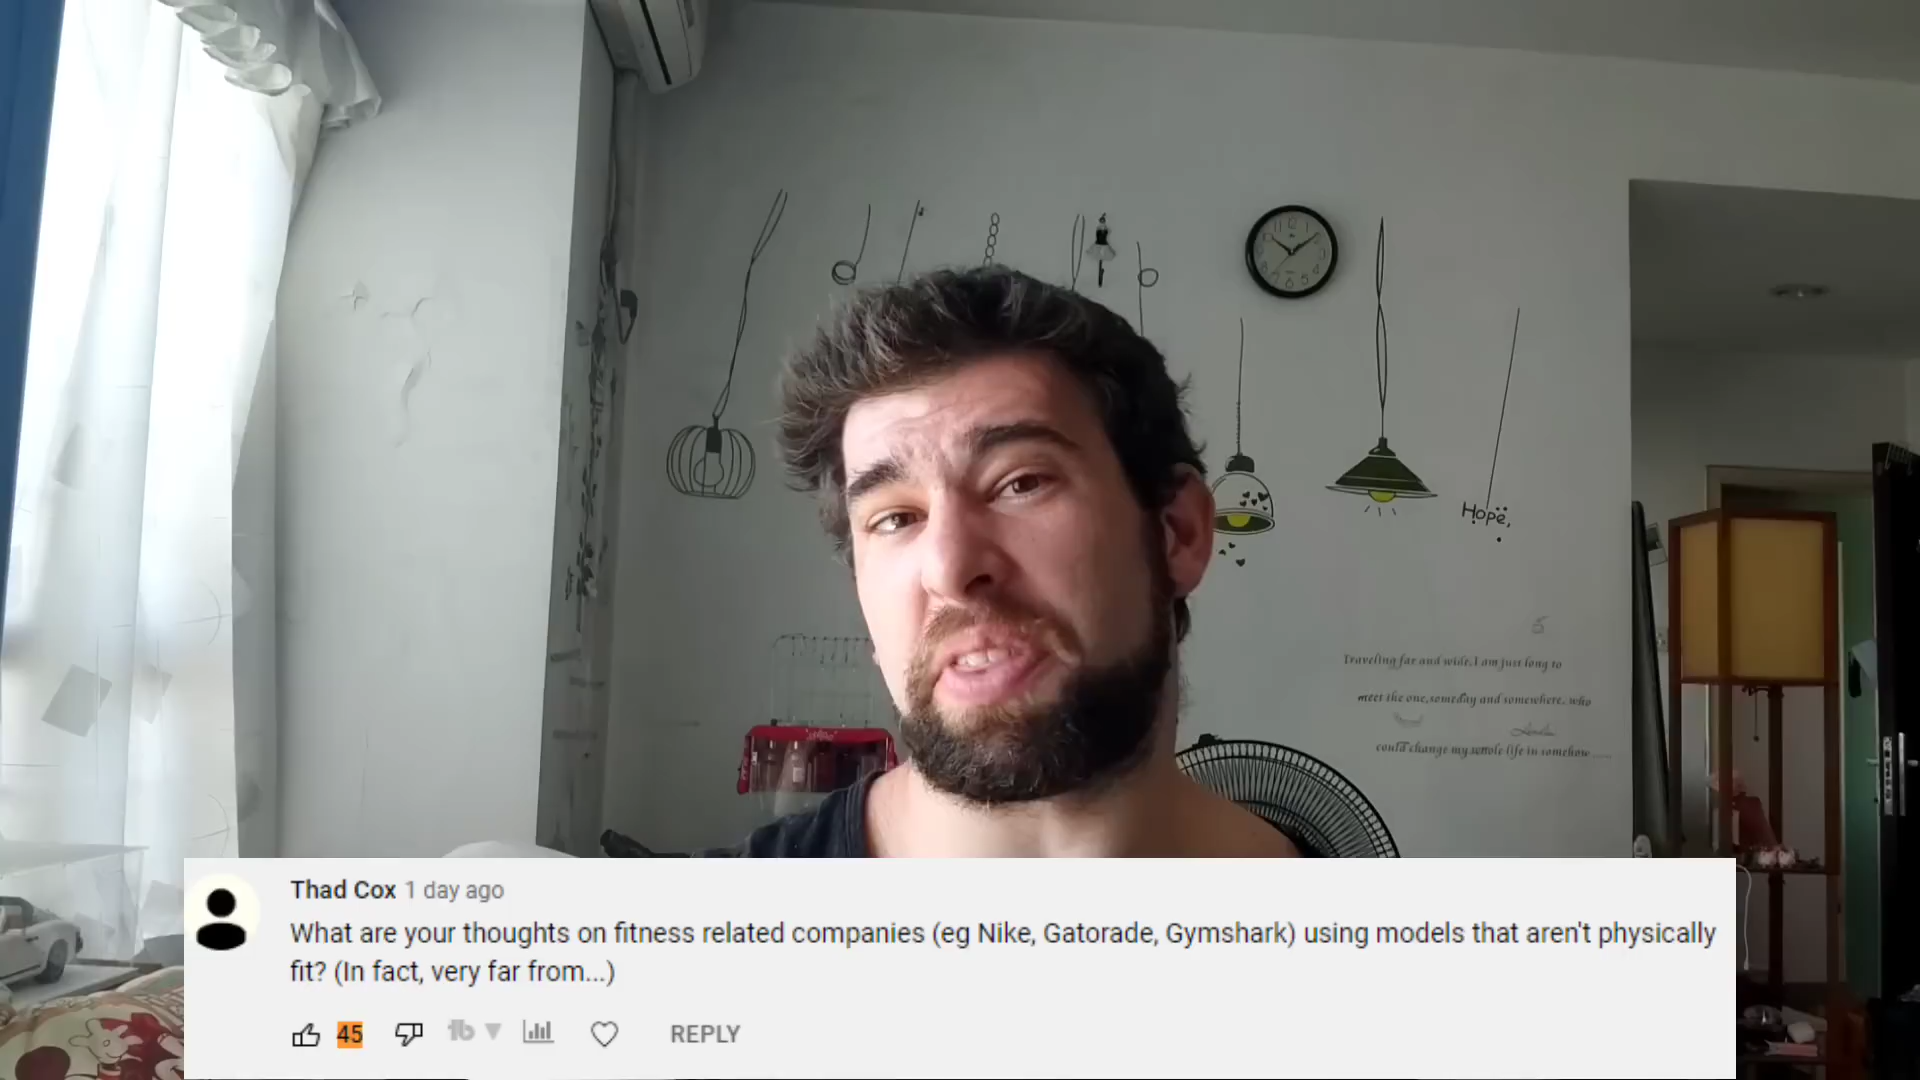 Hope,
Traveling far and wide, I am just long to
meet the one, someday and somewhere, who
could change my whole life in somehow......
Thad Cox 1 day ago
What are your thoughts on fitness related companies (eg Nike, Gatorade, Gymshark) using models that aren't physically
fit? (In fact, very far from...)
45
REPLY